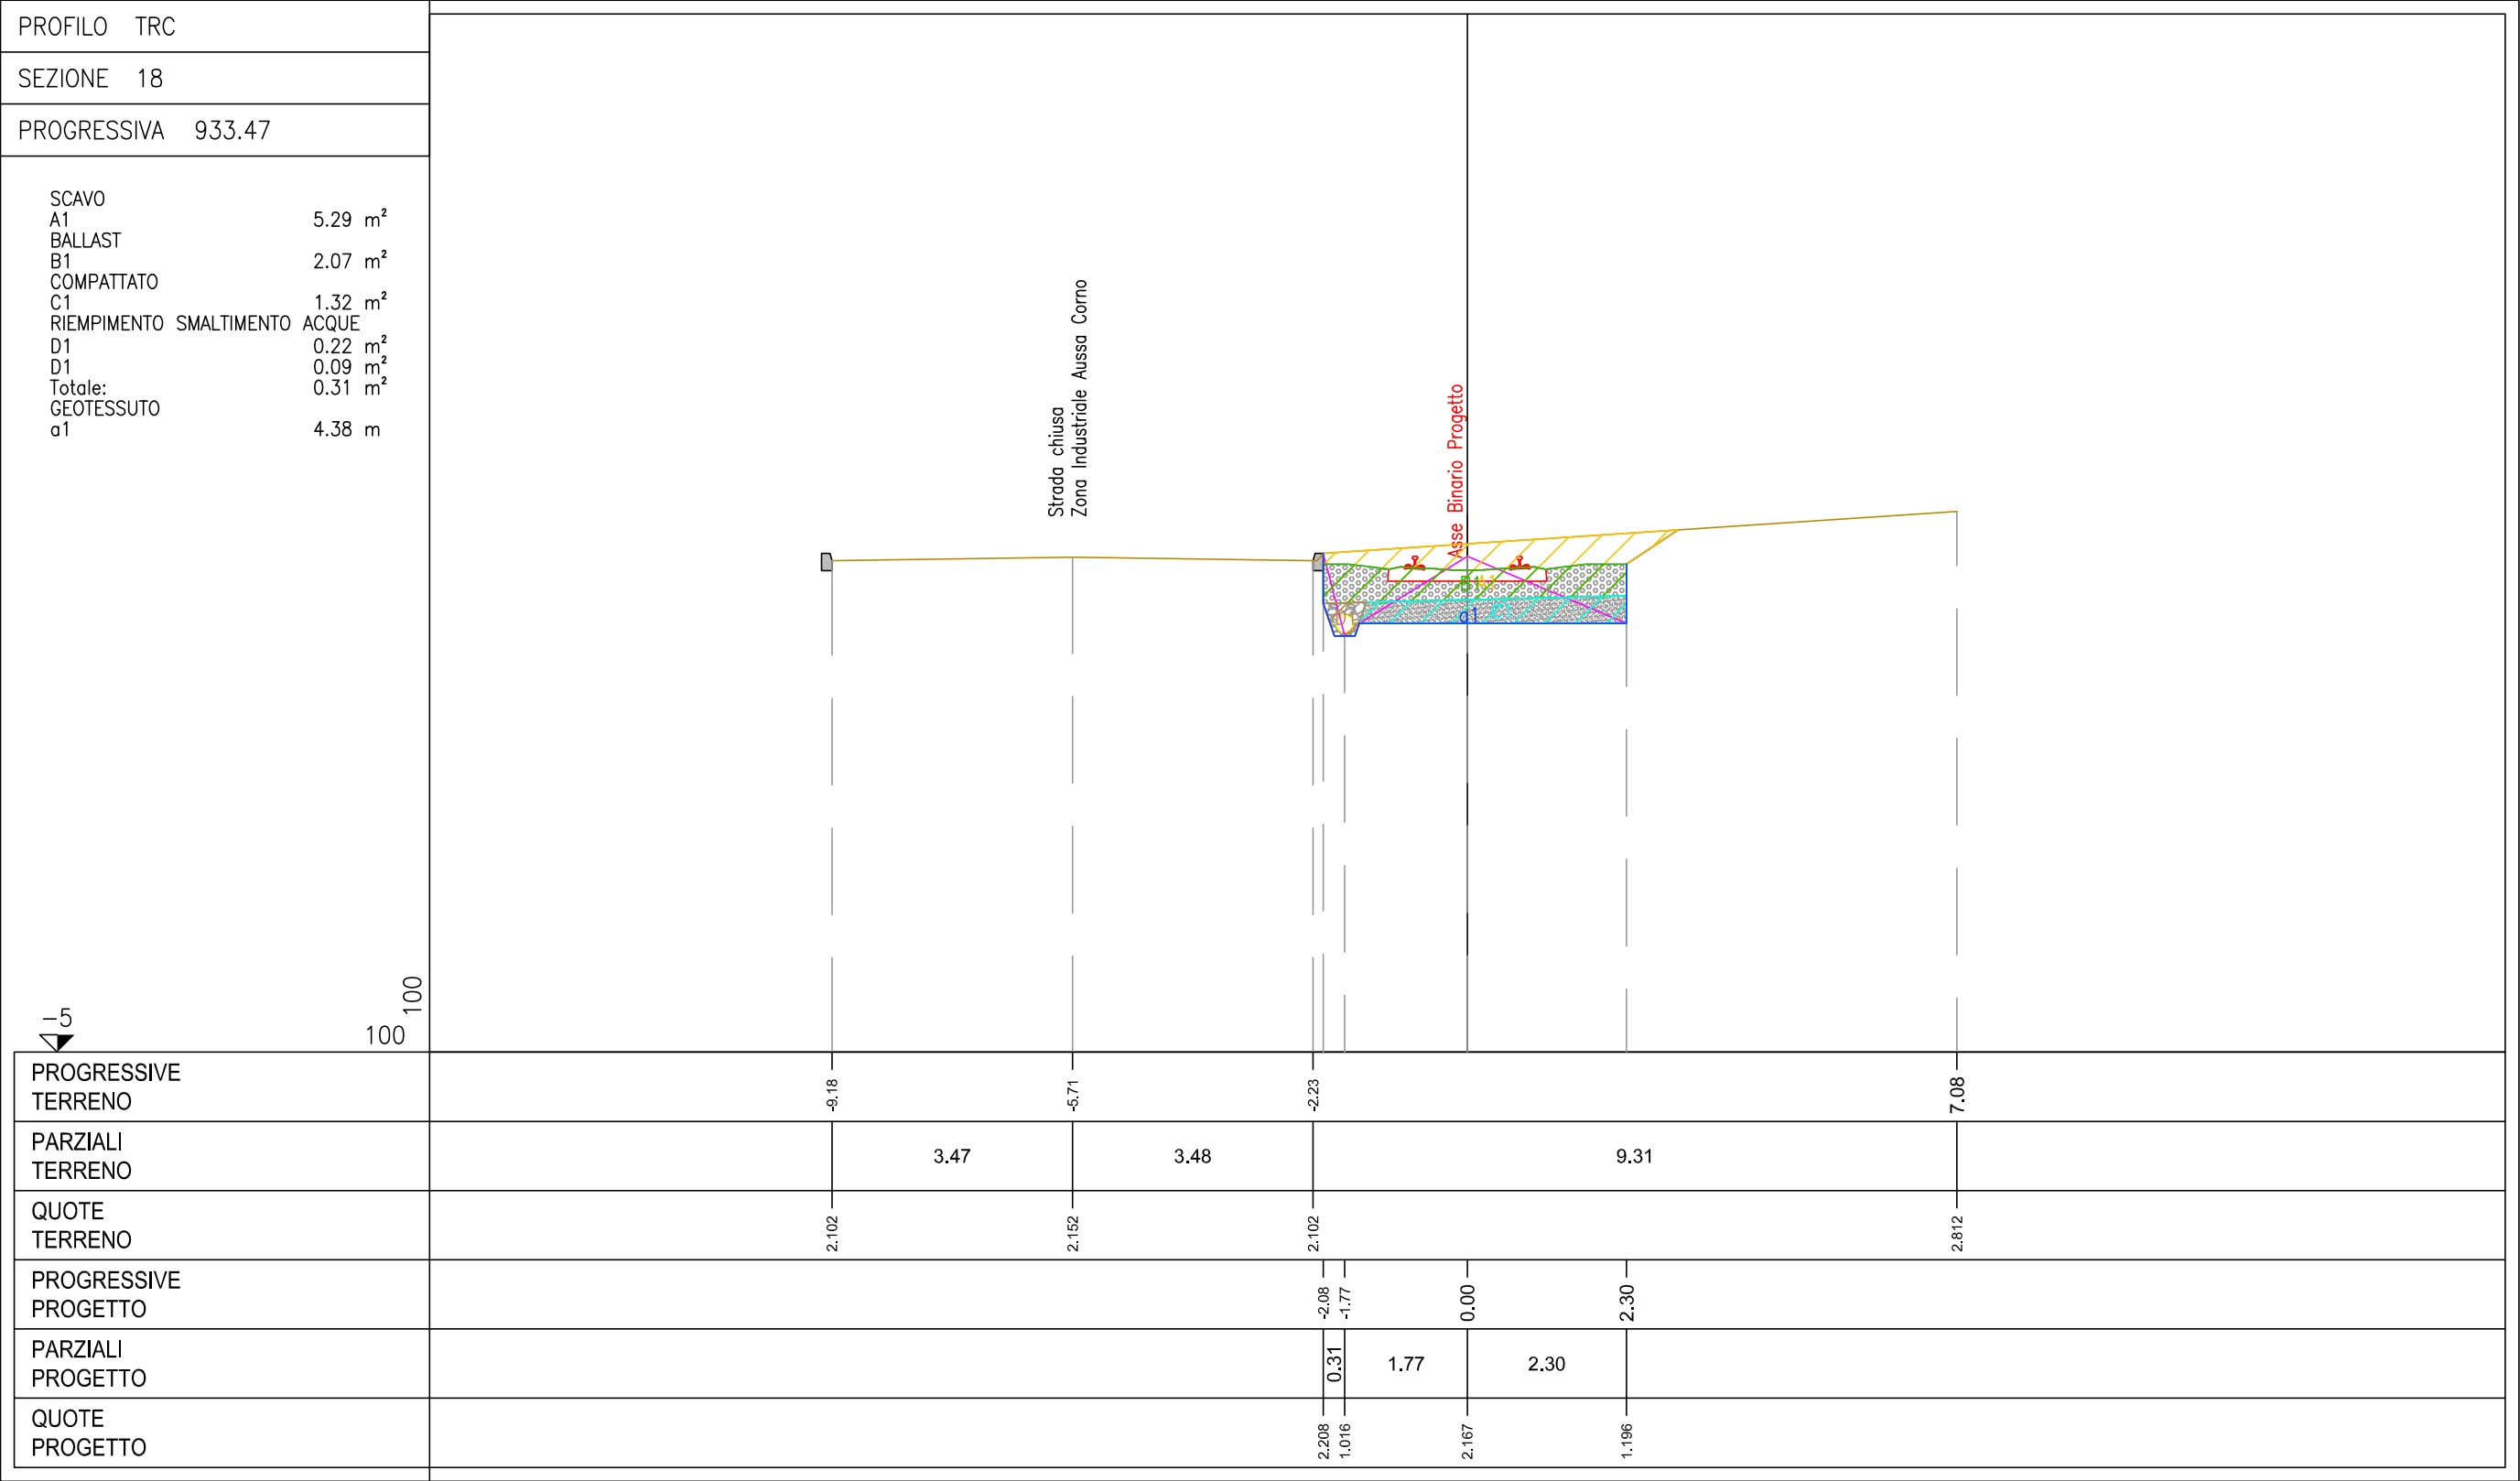 PROFILO TRC
SEZIONE 18
PROGRESSIVA 933.47
SCAVO
A1 5.29 m²
BALLAST
B1 2.07 m²
COMPATTATO
C1 1.32 m²
RIEMPIMENTO SMALTIMENTO ACQUE
D1 0.22 m²
D1 0.09 m²
Totale: 0.31 m²
GEOTESSUTO
a1 4.38 m
Strada chiusa
Zona Industriale Aussa Corno
Asse Binario Progetto
B1 A1
a1 C1
-5
100
100
PROGRESSIVE
TERRENO
-9.18 -5.71 -2.23 7.08
PARZIALI
TERRENO
3.47 3.48 9.31
QUOTE
TERRENO
2.102 2.152 2.102 2.812
PROGRESSIVE
PROGETTO
-2.08 -1.77 0.00 2.30
PARZIALI
PROGETTO
0.31 1.77 2.30
QUOTE
PROGETTO
2.208 1.016 2.167 1.196